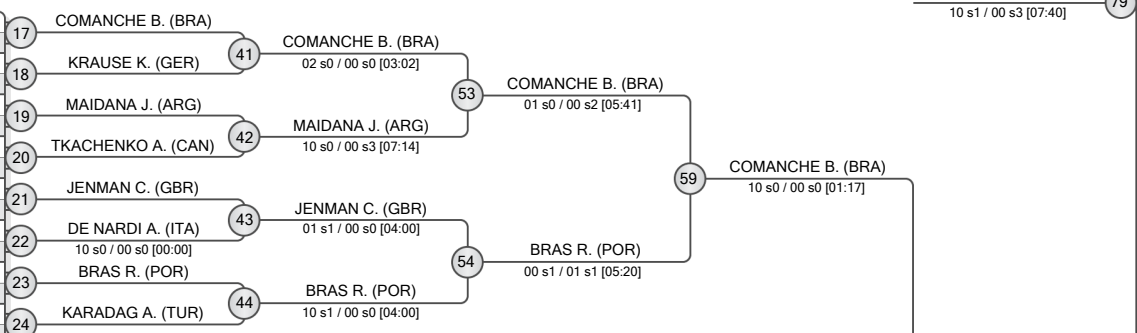 79
10 s1 / 00 s3 [07:40]
17
COMANCHE B. (BRA)
18
KRAUSE K. (GER)
19
MAIDANA J. (ARG)
20
TKACHENKO A. (CAN)
21
JENMAN C. (GBR)
22
DE NARDI A. (ITA)
10 s0 / 00 s0 [00:00]
23
BRAS R. (POR)
24
KARADAG A. (TUR)
41
COMANCHE B. (BRA)
02 s0 / 00 s0 [03:02]
42
MAIDANA J. (ARG)
10 s0 / 00 s3 [07:14]
43
JENMAN C. (GBR)
01 s1 / 00 s0 [04:00]
44
BRAS R. (POR)
10 s1 / 00 s0 [04:00]
53
COMANCHE B. (BRA)
01 s0 / 00 s2 [05:41]
54
BRAS R. (POR)
00 s1 / 01 s1 [05:20]
59
COMANCHE B. (BRA)
10 s0 / 00 s0 [01:17]